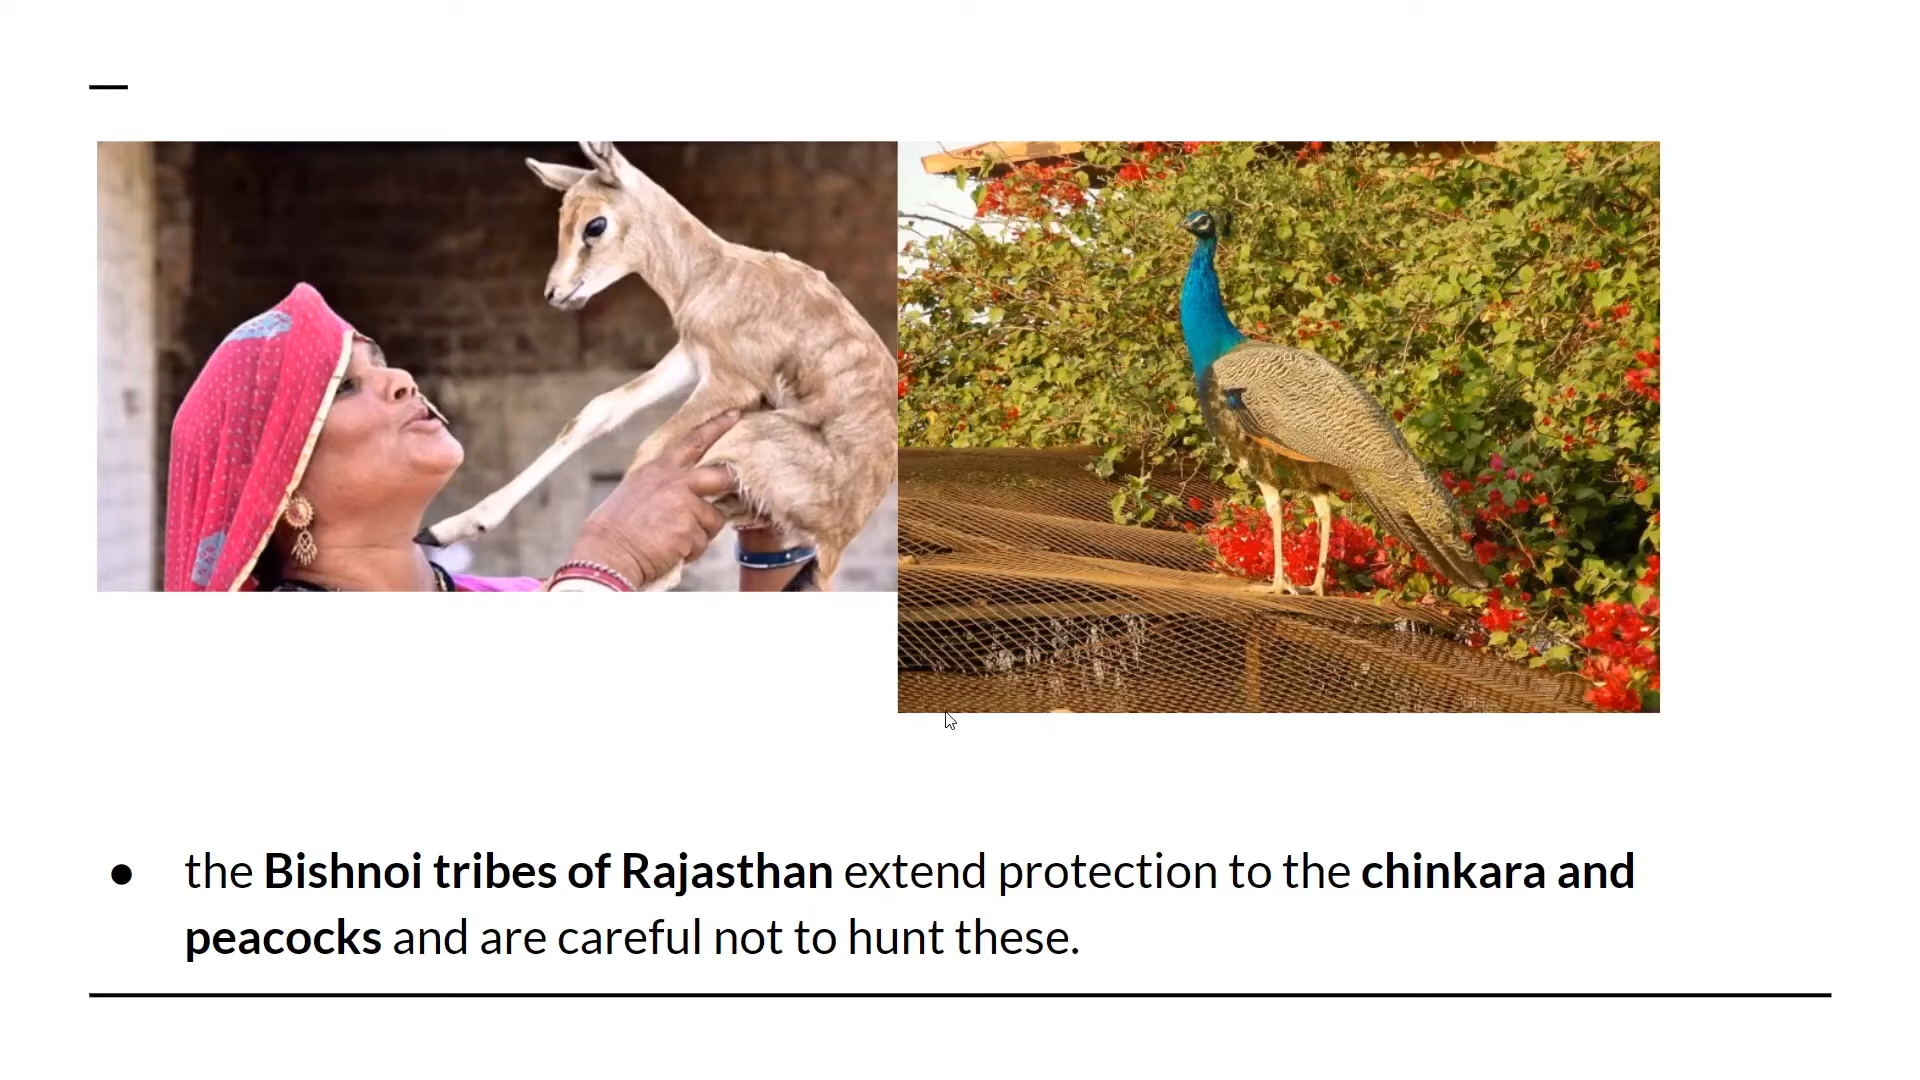 ● the Bishnoi tribes of Rajasthan extend protection to the chinkara and
peacocks and are careful not to hunt these.